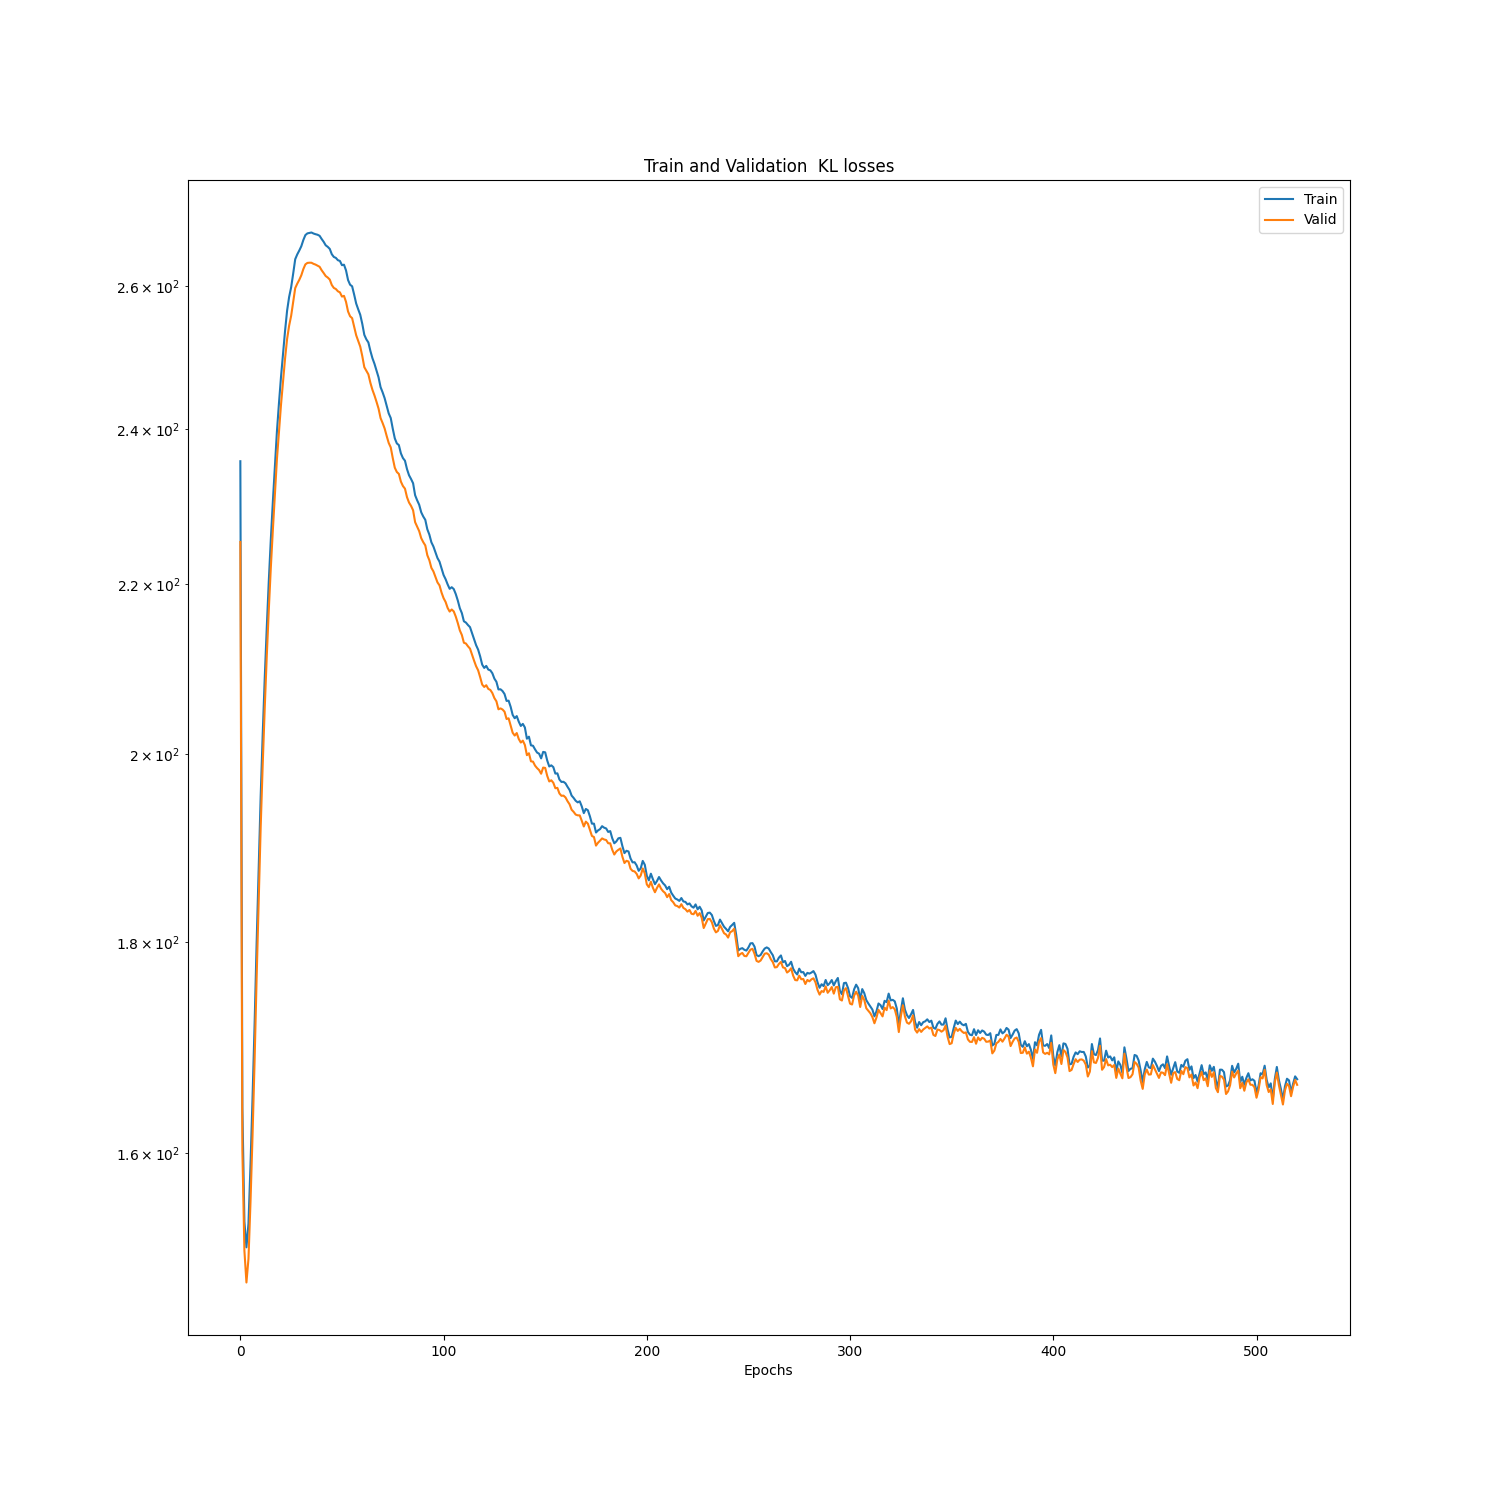 Train and Validation  KL losses
Train
Valid
2.6 × 10²
2.4 × 10²
2.2 × 10²
2 × 10²
1.8 × 10²
1.6 × 10²
0 100 200 300 400 500
Epochs